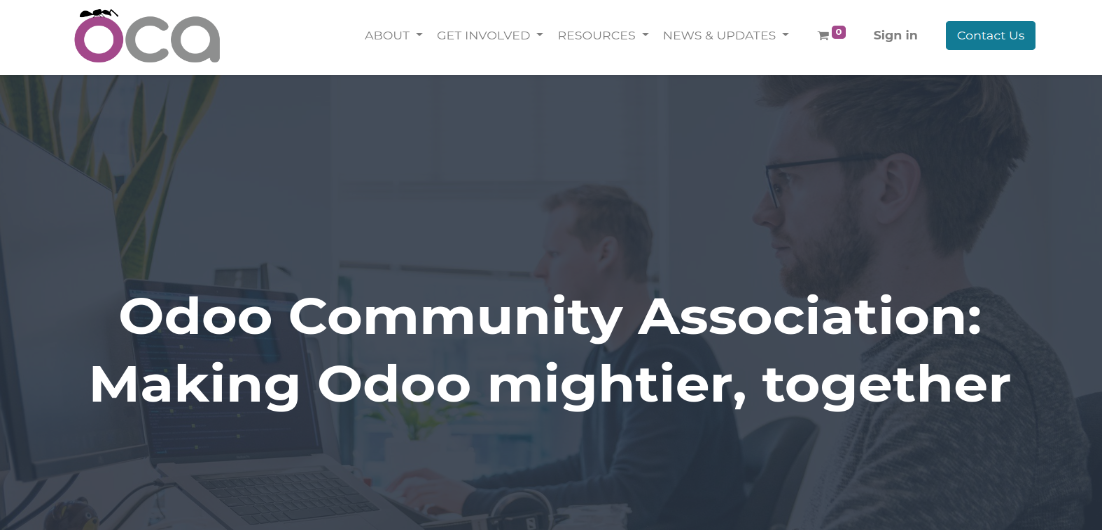 oca
ABOUT GET INVOLVED RESOURCES NEWS & UPDATES 0 Sign in Contact Us
Odoo Community Association:
Making Odoo mightier, together